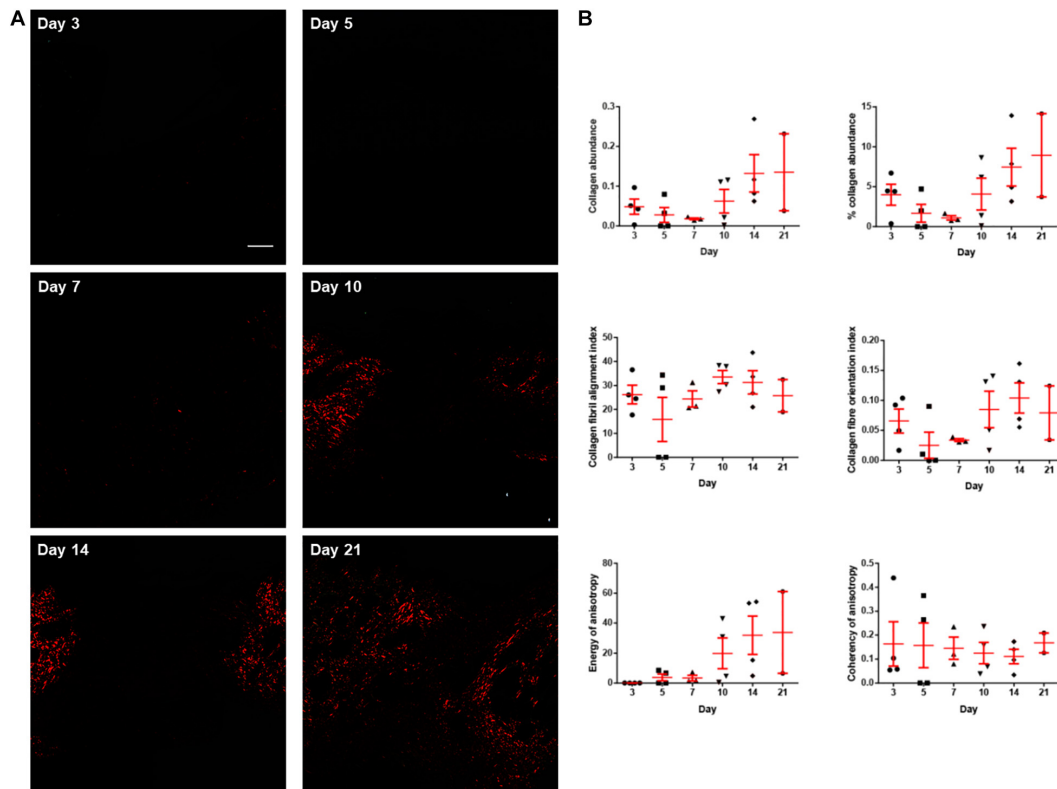 A
Day 3
Day 5
Day 7
Day 10
Day 14
Day 21
B
Collagen abundance
0.3
0.2
0.1
0.0
3 5 7 10 14 21
Day
% collagen abundance
15
10
5
0
3 5 7 10 14 21
Day
Collagen fibril alignment index
50
40
30
20
10
0
3 5 7 10 14 21
Day
Collagen fibre orientation index
0.20
0.15
0.10
0.05
0.00
3 5 7 10 14 21
Day
Energy of anisotropy
80
60
40
20
0
3 5 7 10 14 21
Day
Coherency of anisotropy
0.5
0.4
0.3
0.2
0.1
0.0
3 5 7 10 14 21
Day